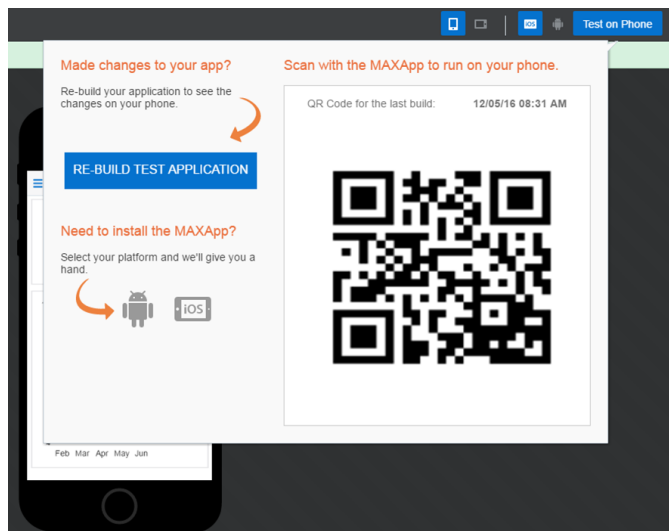 iOS
Test on Phone
Made changes to your app?
Re-build your application to see the
changes on your phone.
RE-BUILD TEST APPLICATION
Need to install the MAXApp?
Select your platform and we'll give you a
hand.
iOS
Scan with the MAXApp to run on your phone.
QR Code for the last build: 12/05/16 08:31 AM
Feb Mar Apr May Jun